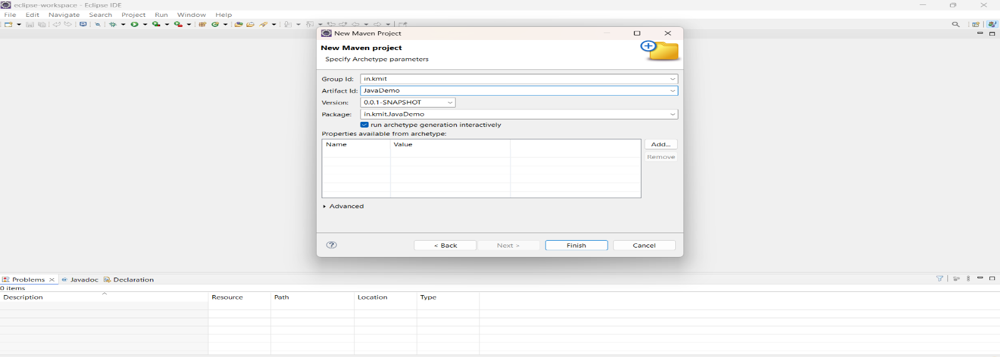 eclipse-workspace - Eclipse IDE
File Edit Navigate Search Project Run Window Help
New Maven Project
New Maven project
Specify Archetype parameters
Group Id: in.kmit
Artifact Id: JavaDemo
Version: 0.0.1-SNAPSHOT
Package: in.kmit.JavaDemo
run archetype generation interactively
Properties available from archetype:
Name Value
Add...
Remove
Advanced
< Back Next > Finish Cancel
Problems Javadoc Declaration
0 items
Description Resource Path Location Type